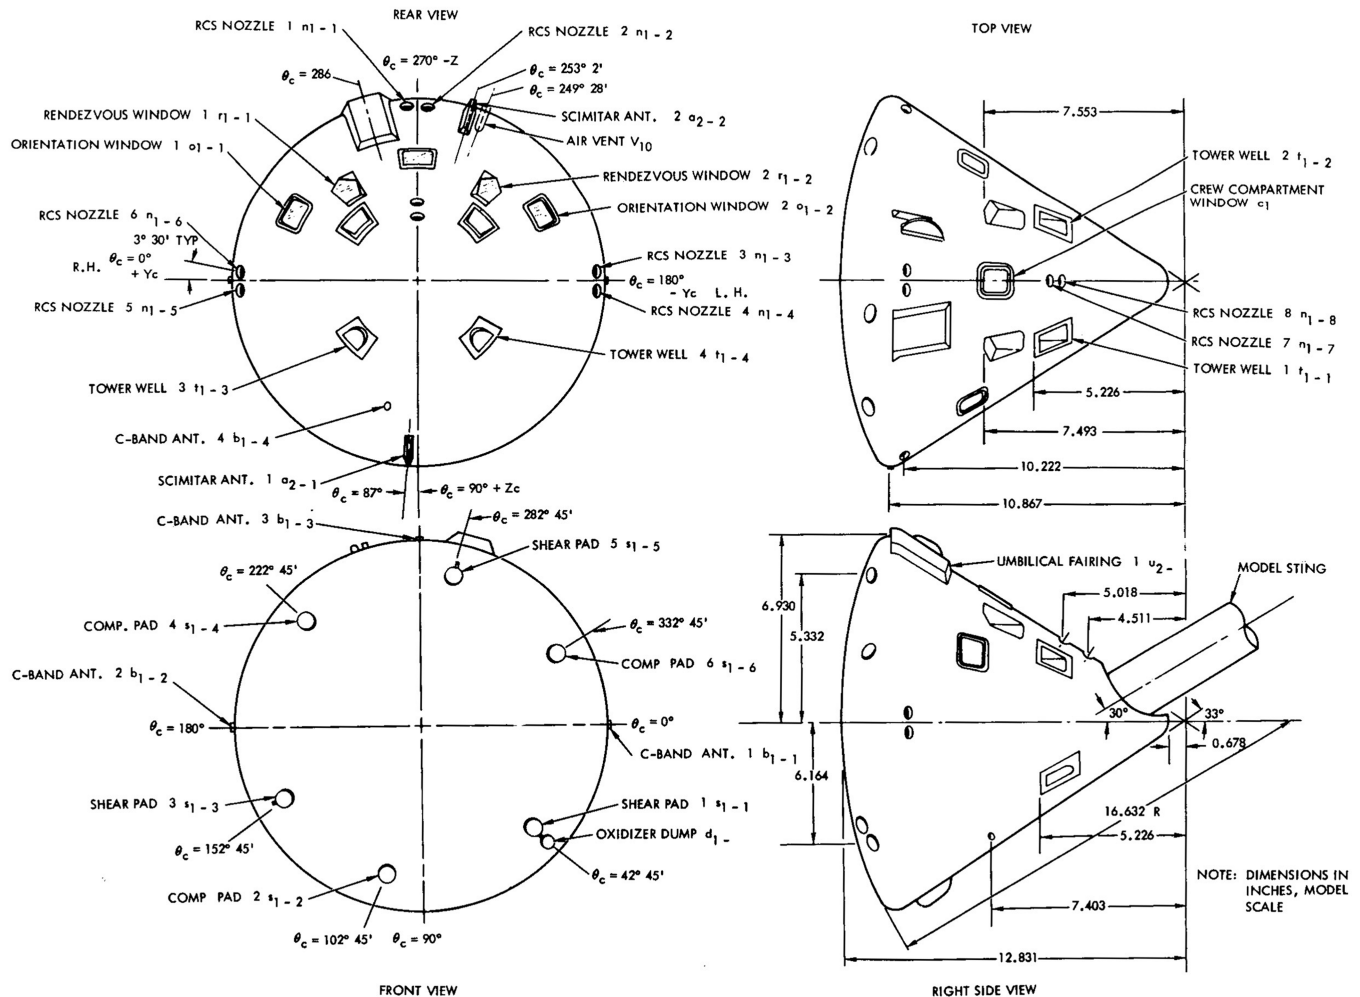 REAR VIEW
RCS NOZZLE 1 n1 - 1
RCS NOZZLE 2 n1 - 2
θc = 270° -Z
θc = 286
θc = 253° 2'
θc = 249° 28'
RENDEZVOUS WINDOW 1 r1 - 1
SCIMITAR ANT. 2 a2 - 2
ORIENTATION WINDOW 1 o1 - 1
AIR VENT V10
RENDEZVOUS WINDOW 2 r1 - 2
ORIENTATION WINDOW 2 o1 - 2
RCS NOZZLE 6 n1 - 6
3° 30' TYP
R.H. θc = 0°
+ Yc
RCS NOZZLE 3 n1 - 3
θc = 180°
- Yc L. H.
RCS NOZZLE 5 n1 - 5
RCS NOZZLE 4 n1 - 4
TOWER WELL 4 t1 - 4
TOWER WELL 3 t1 - 3
C-BAND ANT. 4 b1 - 4
SCIMITAR ANT. 1 a2 - 1
θc = 87°
θc = 90° + Zc
TOP VIEW
7.553
TOWER WELL 2 t1 - 2
CREW COMPARTMENT
WINDOW c1
RCS NOZZLE 8 n1 - 8
RCS NOZZLE 7 n1 - 7
TOWER WELL 1 t1 - 1
5.226
7.493
10.222
10.867
C-BAND ANT. 3 b1 - 3
θc = 282° 45'
SHEAR PAD 5 s1 - 5
θc = 222° 45'
COMP. PAD 4 s1 - 4
θc = 332° 45'
COMP PAD 6 s1 - 6
C-BAND ANT. 2 b1 - 2
θc = 180°
θc = 0°
C-BAND ANT. 1 b1 - 1
SHEAR PAD 3 s1 - 3
θc = 152° 45'
SHEAR PAD 1 s1 - 1
OXIDIZER DUMP d1 -
θc = 42° 45'
COMP PAD 2 s1 - 2
θc = 102° 45'
θc = 90°
FRONT VIEW
UMBILICAL FAIRING 1 u2 -
MODEL STING
5.018
4.511
6.930
5.332
30°
33°
0.678
6.164
16.632 R
5.226
7.403
12.831
NOTE: DIMENSIONS IN
INCHES, MODEL
SCALE
RIGHT SIDE VIEW